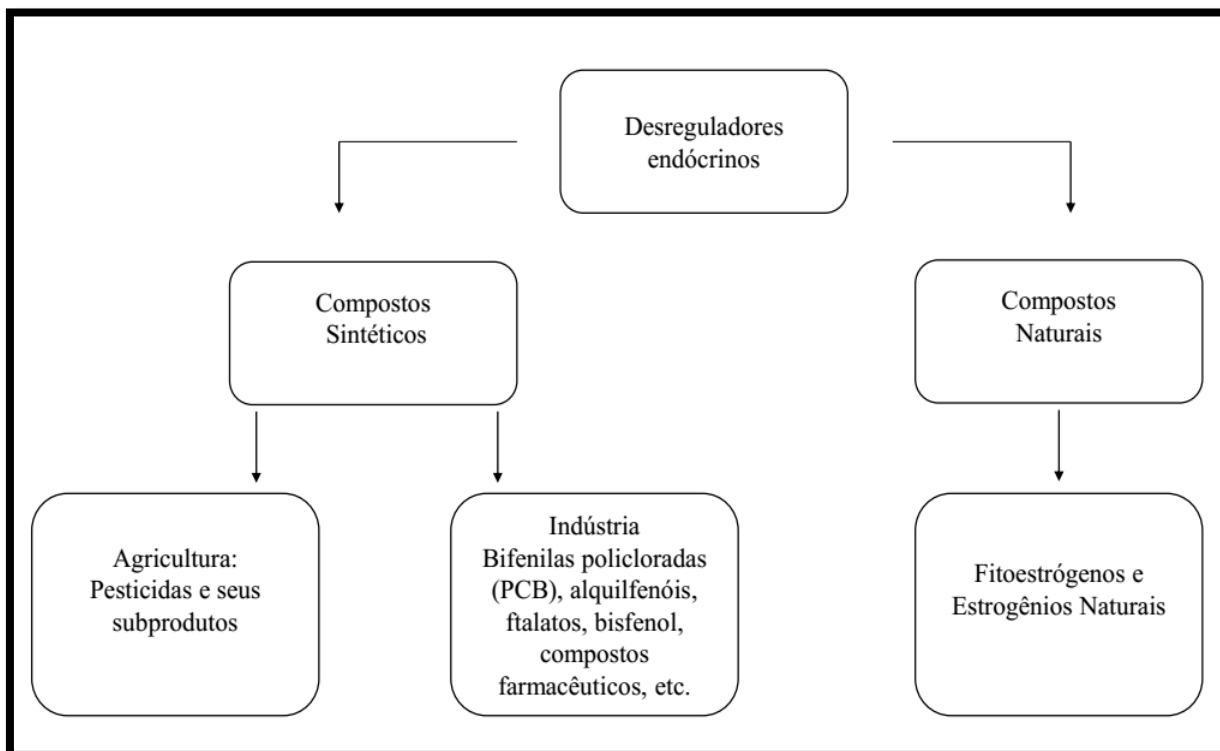 Desreguladores
endócrinos
Compostos
Sintéticos
Compostos
Naturais
Agricultura:
Pesticidas e seus
subprodutos
Indústria
Bifenilas policloradas
(PCB), alquilfenóis,
ftalatos, bisfenol,
compostos
farmacêuticos, etc.
Fitoestrógenos e
Estrogênios Naturais